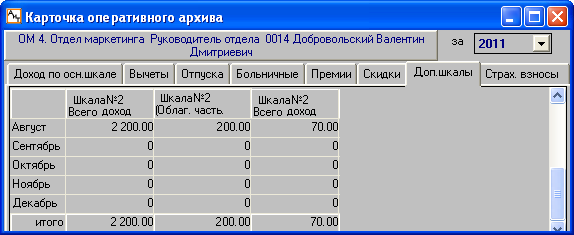 Карточка оперативного архива
ОМ 4. Отдел маркетинга Руководитель отдела 0014 Добровольский Валентин
Дмитриевич
за 2011
Доход по осн.шкале Вычеты Отпуска Больничные Премии Скидки Доп.шкалы Страх. взносы
Шкала№2 Шкала№2 Шкала№2
Всего доход (Облаг. часть. Всего доход
Август 2 200.00 200.00 70.00
Сентябрь 0 0 0
Октябрь 0 0 0
Ноябрь 0 0 0
Декабрь 0 0 0
итого 2 200.00 200.00 70.00